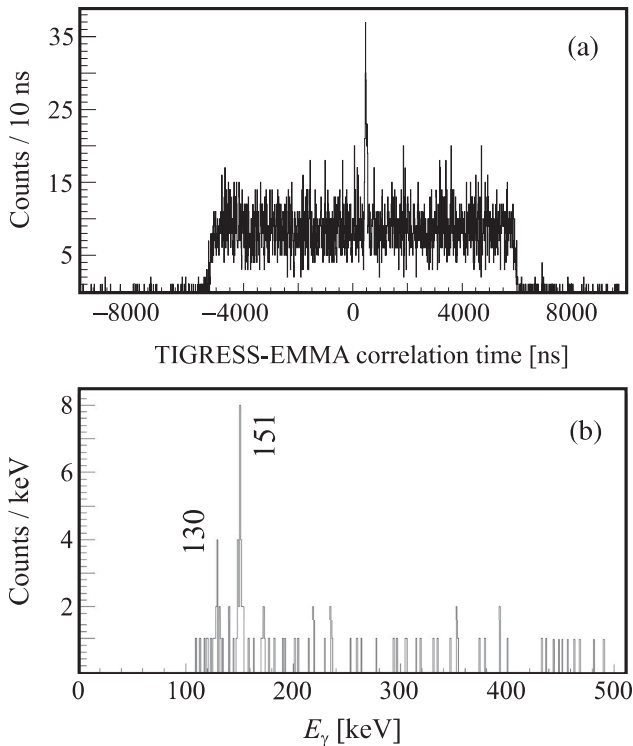 35
25
15
5
Counts / 10 ns
(a)
−8000 −4000 0 4000 8000
TIGRESS-EMMA correlation time [ns]
8
6
4
2
Counts / keV
(b)
151
130
0 100 200 300 400 500
Eγ [keV]